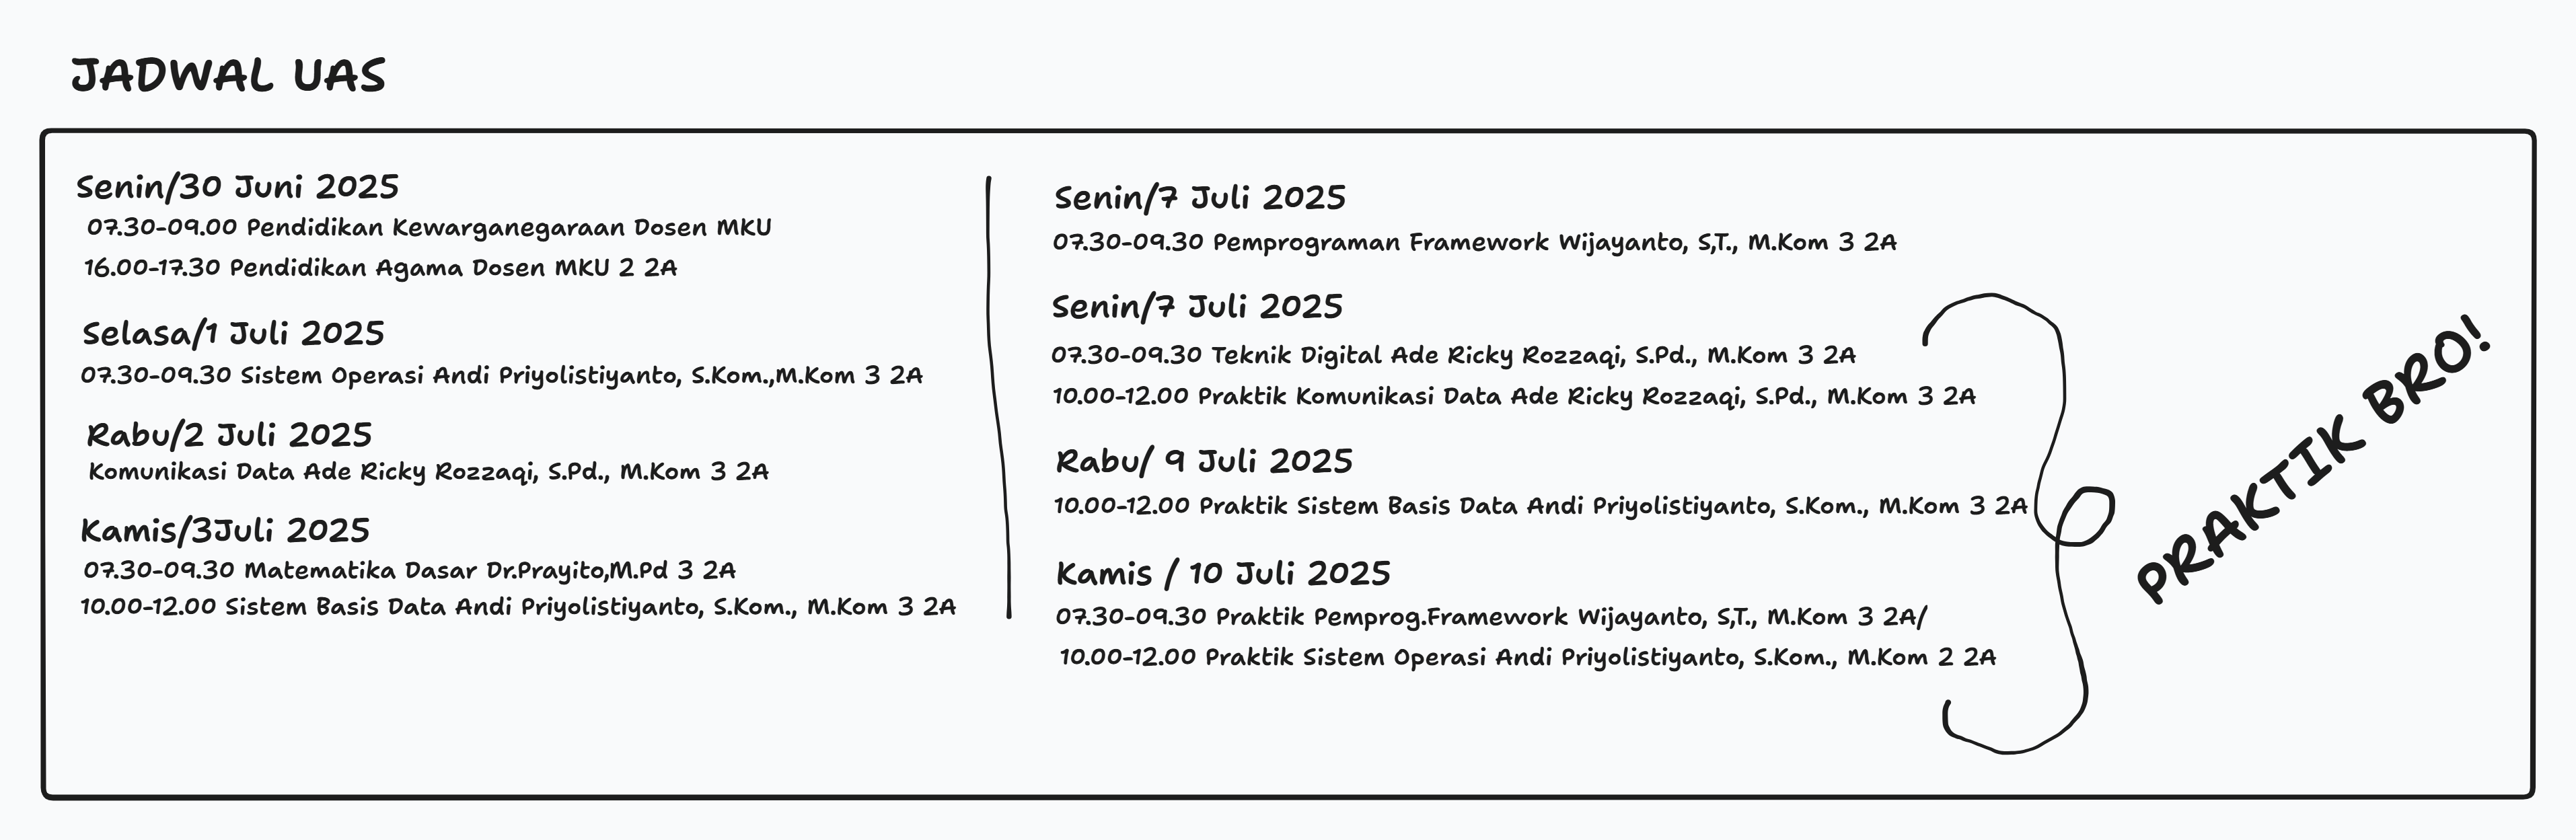 JADWAL UAS
Senin/30 Juni 2025
07.30-09.00 Pendidikan Kewarganegaraan Dosen MKU
16.00-17.30 Pendidikan Agama Dosen MKU 2 2A
Selasa/1 Juli 2025
07.30-09.30 Sistem Operasi Andi Priyolistiyanto, S.Kom.,M.Kom 3 2A
Rabu/2 Juli 2025
Komunikasi Data Ade Ricky Rozzaqi, S.Pd., M.Kom 3 2A
Kamis/3Juli 2025
07.30-09.30 Matematika Dasar Dr.Prayito,M.Pd 3 2A
10.00-12.00 Sistem Basis Data Andi Priyolistiyanto, S.Kom., M.Kom 3 2A
Senin/7 Juli 2025
07.30-09.30 Pemprograman Framework Wijayanto, S,T., M.Kom 3 2A
Senin/7 Juli 2025
07.30-09.30 Teknik Digital Ade Ricky Rozzaqi, S.Pd., M.Kom 3 2A
10.00-12.00 Praktik Komunikasi Data Ade Ricky Rozzaqi, S.Pd., M.Kom 3 2A
Rabu/ 9 Juli 2025
10.00-12.00 Praktik Sistem Basis Data Andi Priyolistiyanto, S.Kom., M.Kom 3 2A
Kamis / 10 Juli 2025
07.30-09.30 Praktik Pemprog.Framework Wijayanto, S,T., M.Kom 3 2A/
10.00-12.00 Praktik Sistem Operasi Andi Priyolistiyanto, S.Kom., M.Kom 2 2A
PRAKTIK BRO!